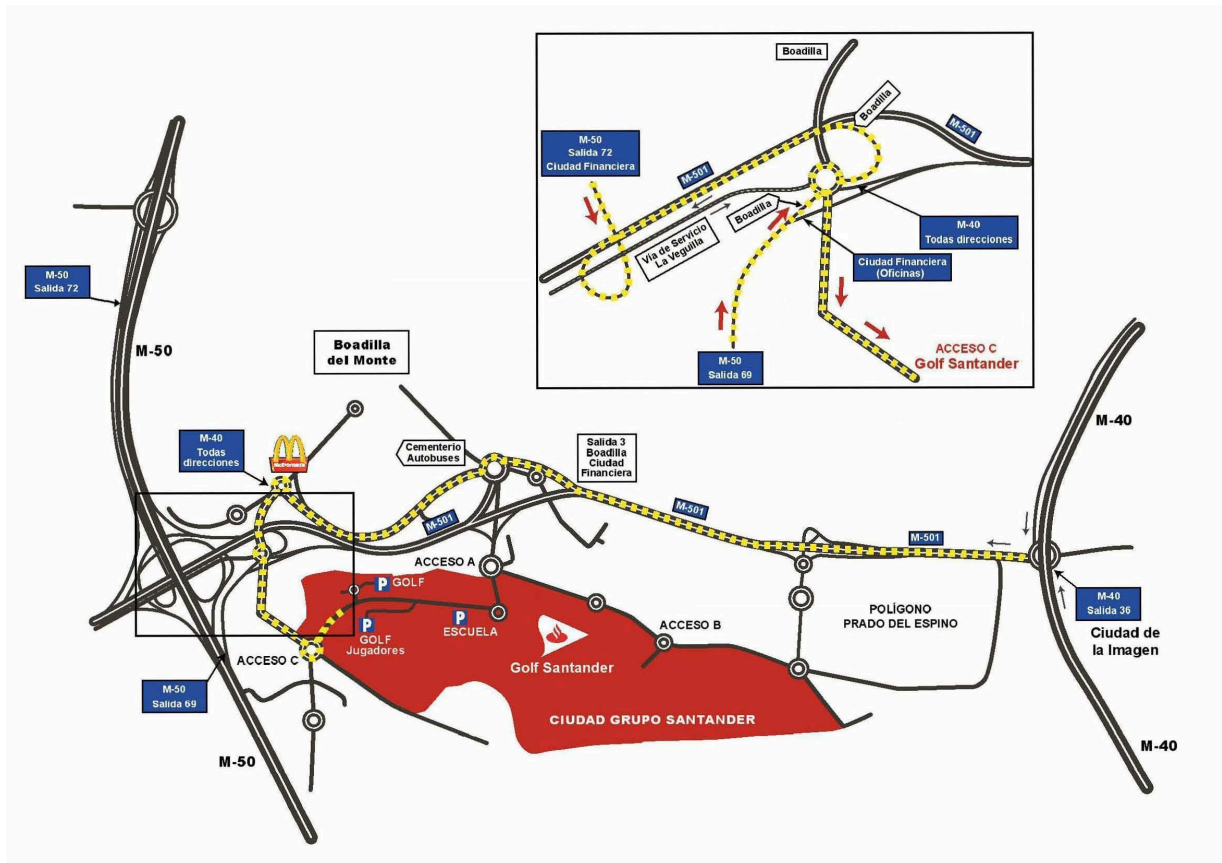 Boadilla
Boadilla
M-501
M-50
Salida 72
Ciudad Financiera
M-501
Boadilla
Vía de Servicio
La Veguilla
M-40
Todas direcciones
Ciudad Financiera
(Oficinas)
M-50
Salida 69
ACCESO C
Golf Santander
M-50
Salida 72
M-50
Boadilla
del Monte
M-40
Todas
direcciones
McDonald's
Cementerio
Autobuses
Salida 3
Boadilla
Ciudad
Financiera
M-40
M-501
M-501
M-501
ACCESO A
P GOLF
P
GOLF
Jugadores
P
ESCUELA
ACCESO B
POLÍGONO
PRADO DEL ESPINO
M-40
Salida 36
Ciudad de
la Imagen
Golf Santander
ACCESO C
M-50
Salida 69
CIUDAD GRUPO SANTANDER
M-50
M-40